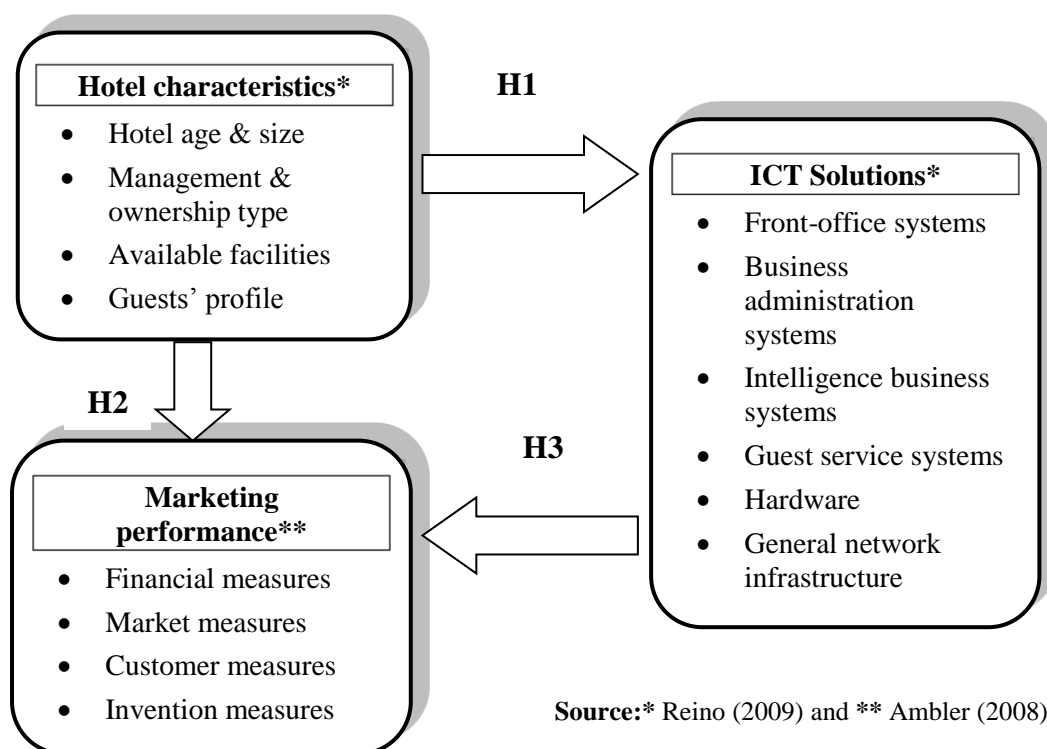 Hotel characteristics*
• Hotel age & size
• Management &
ownership type
• Available facilities
• Guests’ profile
H1
ICT Solutions*
• Front-office systems
• Business
administration
systems
• Intelligence business
systems
• Guest service systems
• Hardware
• General network
infrastructure
H2
H3
Marketing
performance**
• Financial measures
• Market measures
• Customer measures
• Invention measures
Source:* Reino (2009) and ** Ambler (2008)